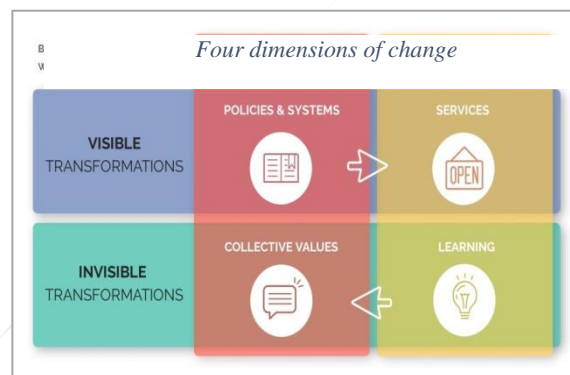 Four dimensions of change
POLICIES & SYSTEMS
SERVICES
VISIBLE
TRANSFORMATIONS
OPEN
COLLECTIVE VALUES
LEARNING
INVISIBLE
TRANSFORMATIONS